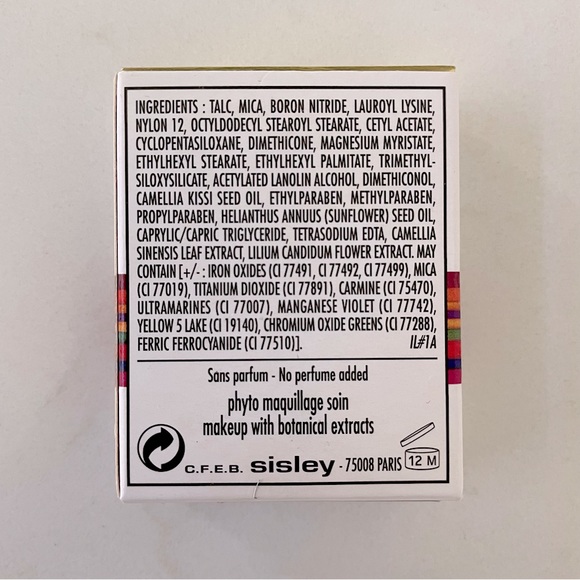 INGREDIENTS : TALC, MICA, BORON NITRIDE, LAUROYL LYSINE,
NYLON 12, OCTYLDODECYL STEAROYL STEARATE, CETYL ACETATE,
CYCLOPENTASILOXANE, DIMETHICONE, MAGNESIUM MYRISTATE,
ETHYLHEXYL STEARATE, ETHYLHEXYL PALMITATE, TRIMETHYL-
SILOXYSILICATE, ACETYLATED LANOLIN ALCOHOL, DIMETHICONOL,
CAMELLIA KISSI SEED OIL, ETHYLPARABEN, METHYLPARABEN,
PROPYLPARABEN, HELIANTHUS ANNUUS (SUNFLOWER) SEED OIL,
CAPRYLIC/CAPRIC TRIGLYCERIDE, TETRASODIUM EDTA, CAMELLIA
SINENSIS LEAF EXTRACT, LILIUM CANDIDUM FLOWER EXTRACT. MAY
CONTAIN [+/- : IRON OXIDES (CI 77491, CI 77492, CI 77499), MICA
(CI 77019), TITANIUM DIOXIDE (CI 77891), CARMINE (CI 75470),
ULTRAMARINES (CI 77007), MANGANESE VIOLET (CI 77742),
YELLOW 5 LAKE (CI 19140), CHROMIUM OXIDE GREENS (CI 77288),
FERRIC FERROCYANIDE (CI 77510)]. IL#1A
Sans parfum - No perfume added
phyto maquillage soin
makeup with botanical extracts
C.F.E.B. sisley - 75008 PARIS 12 M